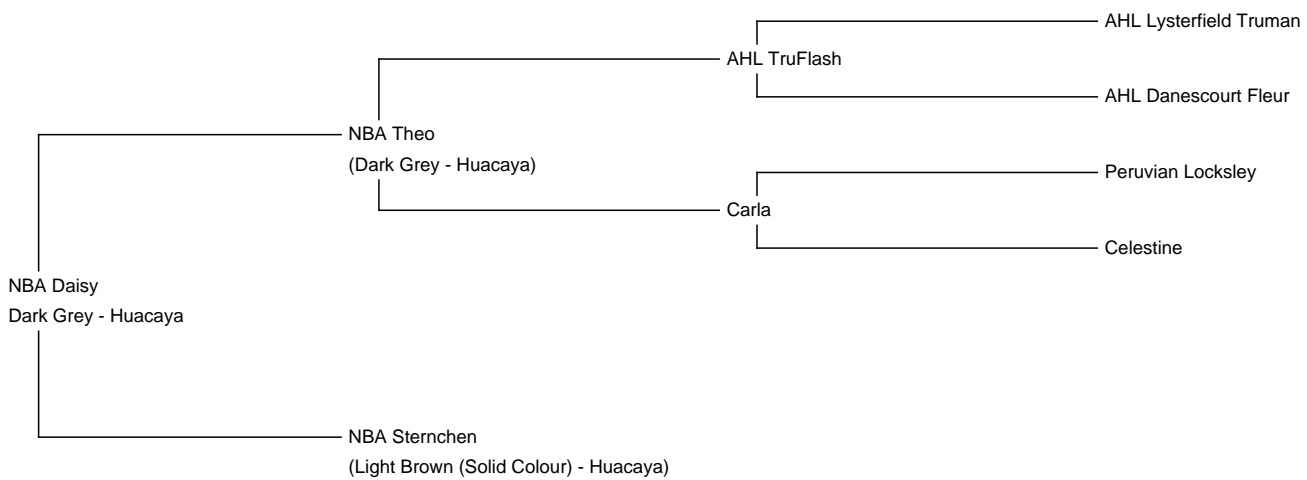 AHL Lysterfield Truman
AHL TruFlash
AHL Danescourt Fleur
NBA Theo
(Dark Grey - Huacaya)
Peruvian Locksley
Carla
Celestine
NBA Daisy
Dark Grey - Huacaya
NBA Sternchen
(Light Brown (Solid Colour) - Huacaya)